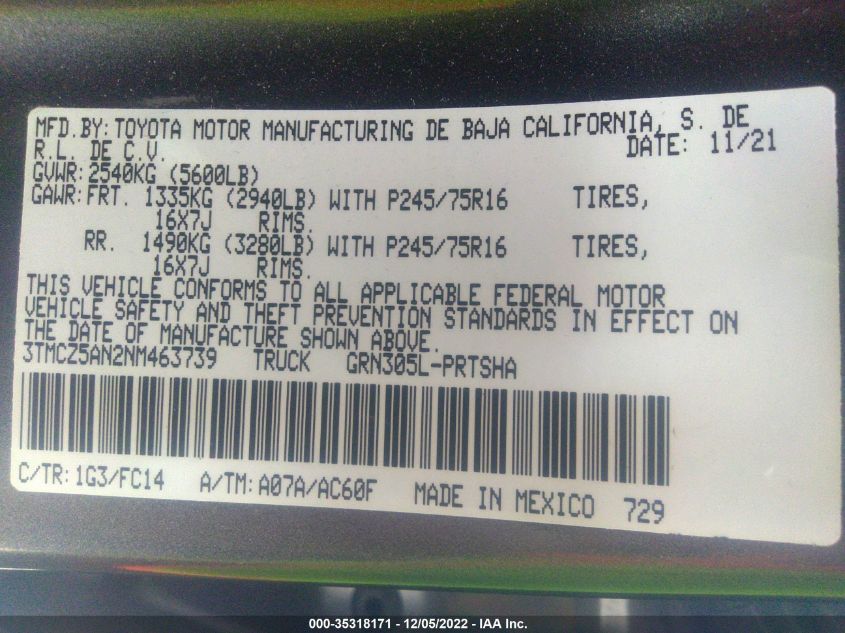 MFD.BY: TOYOTA MOTOR MANUFACTURING DE BAJA CALIFORNIA, S. DE
R.L. DE C.V. DATE: 11/21
GVWR: 2540KG (5600LB)
GAWR: FRT. 1335KG (2940LB) WITH P245/75R16 TIRES,
16X7J RIMS.
RR. 1490KG (3280LB) WITH P245/75R16 TIRES,
16X7J RIMS.
THIS VEHICLE CONFORMS TO ALL APPLICABLE FEDERAL MOTOR
VEHICLE SAFETY AND THEFT PREVENTION STANDARDS IN EFFECT ON
THE DATE OF MANUFACTURE SHOWN ABOVE.
3TMCZ5AN2NM463739 TRUCK GRN305L-PRTSHA
C/TR: 1G3/FC14 A/TM: A07A/AC60F MADE IN MEXICO 729
000-35318171 - 12/05/2022 - IAA Inc.